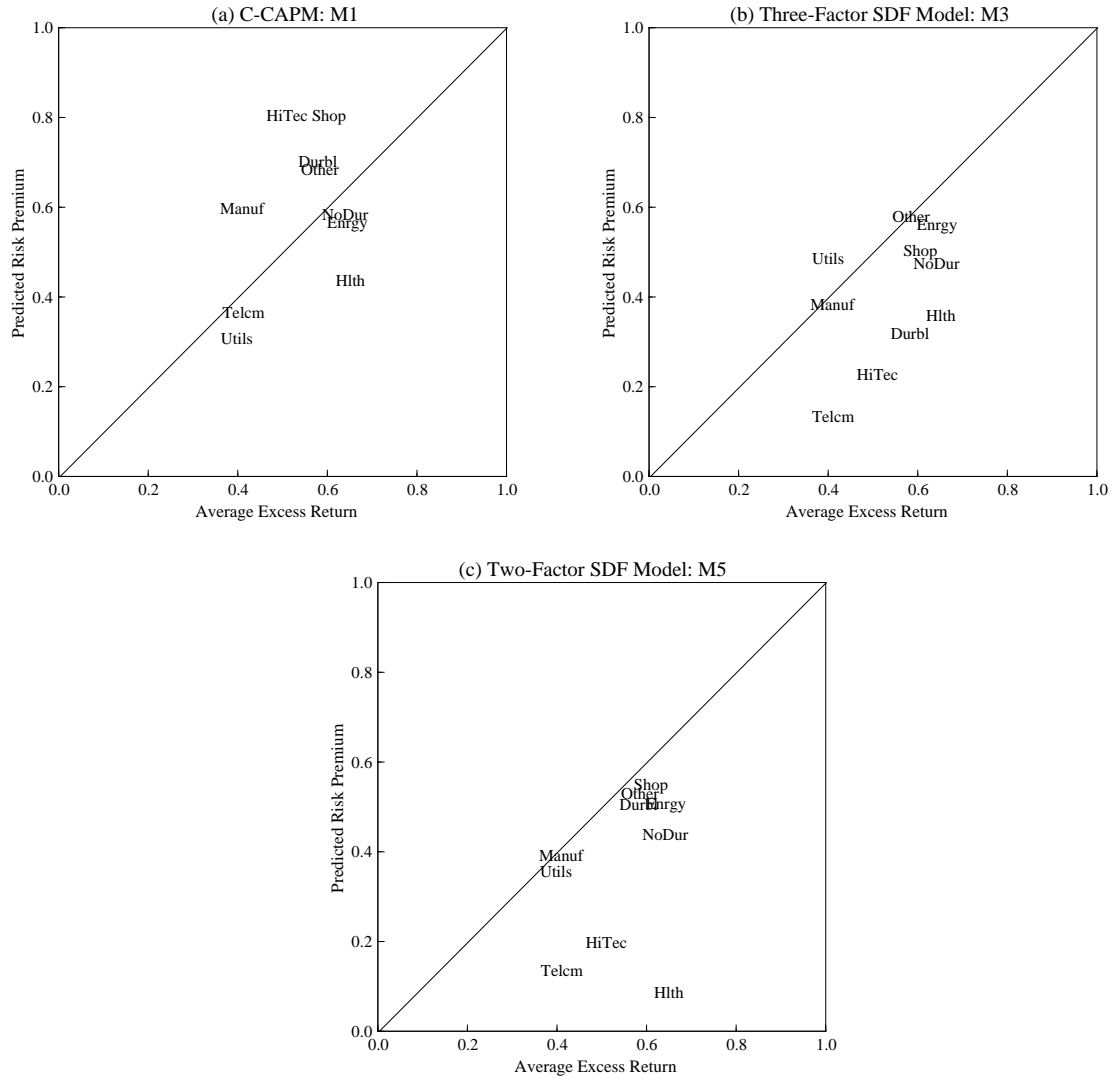 (a) C-CAPM: M1
1.0
0.8
0.6
0.4
0.2
0.0
Predicted Risk Premium
HiTec Shop
Durbl
Other
Manuf
NoDur
Enrgy
Hlth
Telcm
Utils
0.0 0.2 0.4 0.6 0.8 1.0
Average Excess Return
(b) Three-Factor SDF Model: M3
1.0
0.8
0.6
0.4
0.2
0.0
Predicted Risk Premium
Other
Enrgy
Shop
Utils
NoDur
Manuf
Hlth
Durbl
HiTec
Telcm
0.0 0.2 0.4 0.6 0.8 1.0
Average Excess Return
(c) Two-Factor SDF Model: M5
1.0
0.8
0.6
0.4
0.2
0.0
Predicted Risk Premium
Shop
Other
Durbl
Enrgy
NoDur
Manuf
Utils
HiTec
Telcm
Hlth
0.0 0.2 0.4 0.6 0.8 1.0
Average Excess Return